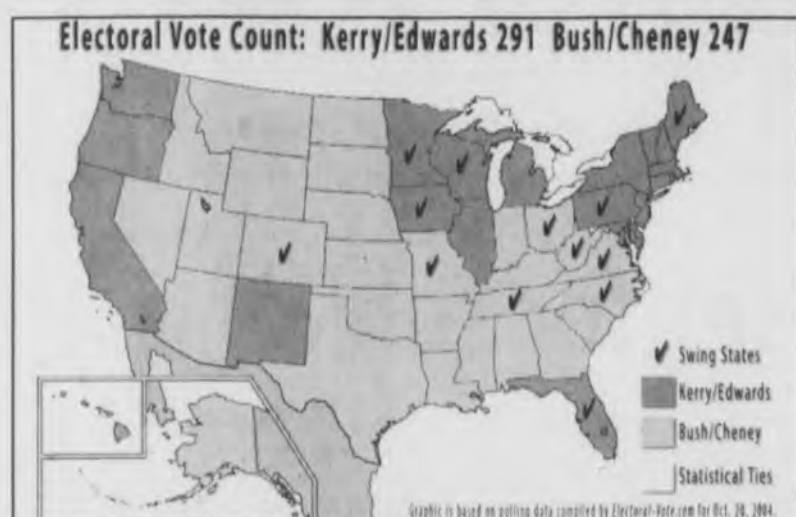 Electoral Vote Count: Kerry/Edwards 291 Bush/Cheney 247
Swing States
Kerry/Edwards
Bush/Cheney
Statistical Ties
Graphic is based on polling data compiled by Electoral-Vote.com for Oct. 20, 2004.